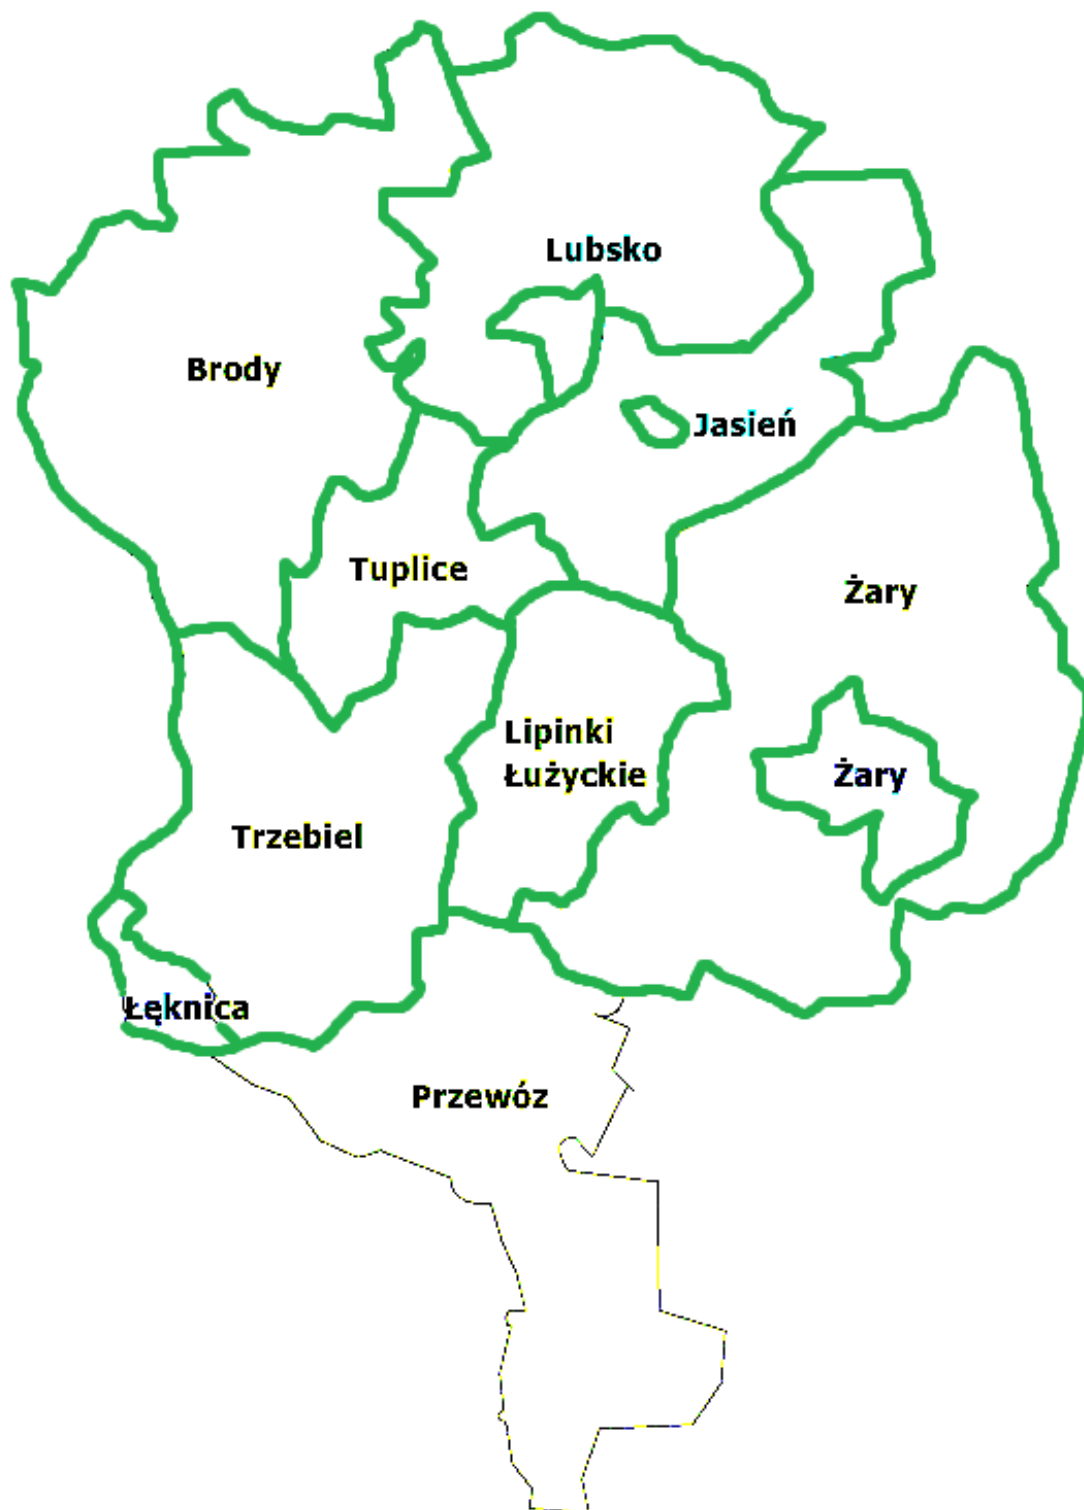 Lubsko
Brody
Jasień
Tuplice
Żary
Lipinki
Łużyckie
Żary
Trzebiel
Łęknica
Przewóz